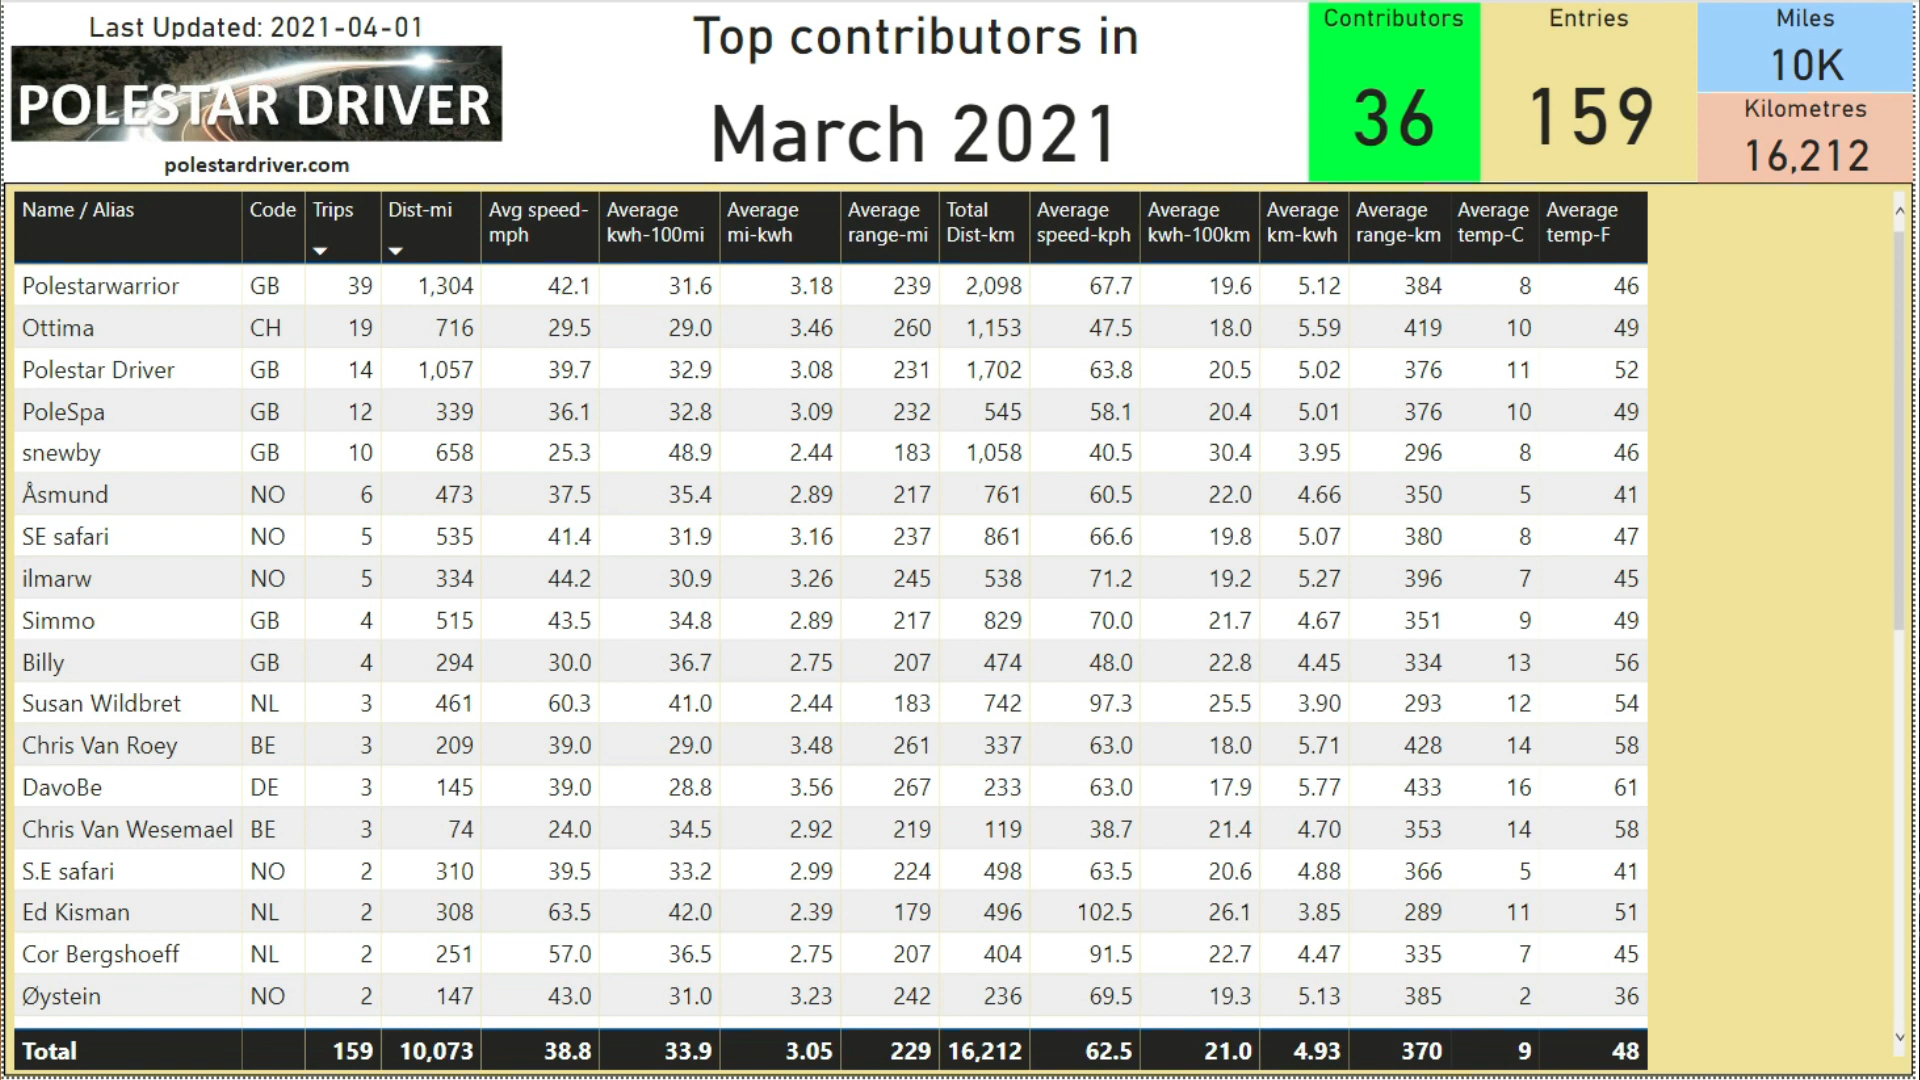 Last Updated: 2021-04-01
POLESTAR DRIVER
polestardriver.com
Top contributors in
March 2021
Contributors
36
Entries
159
Miles
10K
Kilometres
16,212
Name / Alias Code Trips Dist-mi Avg speed-mph Average kwh-100mi Average mi-kwh Average range-mi Total Dist-km Average speed-kph Average kwh-100km Average km-kwh Average range-km Average temp-C Average temp-F
Polestarwarrior GB 39 1,304 42.1 31.6 3.18 239 2,098 67.7 19.6 5.12 384 8 46
Ottima CH 19 716 29.5 29.0 3.46 260 1,153 47.5 18.0 5.59 419 10 49
Polestar Driver GB 14 1,057 39.7 32.9 3.08 231 1,702 63.8 20.5 5.02 376 11 52
PoleSpa GB 12 339 36.1 32.8 3.09 232 545 58.1 20.4 5.01 376 10 49
snewby GB 10 658 25.3 48.9 2.44 183 1,058 40.5 30.4 3.95 296 8 46
Åsmund NO 6 473 37.5 35.4 2.89 217 761 60.5 22.0 4.66 350 5 41
SE safari NO 5 535 41.4 31.9 3.16 237 861 66.6 19.8 5.07 380 8 47
ilmarw NO 5 334 44.2 30.9 3.26 245 538 71.2 19.2 5.27 396 7 45
Simmo GB 4 515 43.5 34.8 2.89 217 829 70.0 21.7 4.67 351 9 49
Billy GB 4 294 30.0 36.7 2.75 207 474 48.0 22.8 4.45 334 13 56
Susan Wildbret NL 3 461 60.3 41.0 2.44 183 742 97.3 25.5 3.90 293 12 54
Chris Van Roey BE 3 209 39.0 29.0 3.48 261 337 63.0 18.0 5.71 428 14 58
DavoBe DE 3 145 39.0 28.8 3.56 267 233 63.0 17.9 5.77 433 16 61
Chris Van Wesemael BE 3 74 24.0 34.5 2.92 219 119 38.7 21.4 4.70 353 14 58
S.E safari NO 2 310 39.5 33.2 2.99 224 498 63.5 20.6 4.88 366 5 41
Ed Kisman NL 2 308 63.5 42.0 2.39 179 496 102.5 26.1 3.85 289 11 51
Cor Bergshoeff NL 2 251 57.0 36.5 2.75 207 404 91.5 22.7 4.47 335 7 45
Øystein NO 2 147 43.0 31.0 3.23 242 236 69.5 19.3 5.13 385 2 36
Total 159 10,073 38.8 33.9 3.05 229 16,212 62.5 21.0 4.93 370 9 48